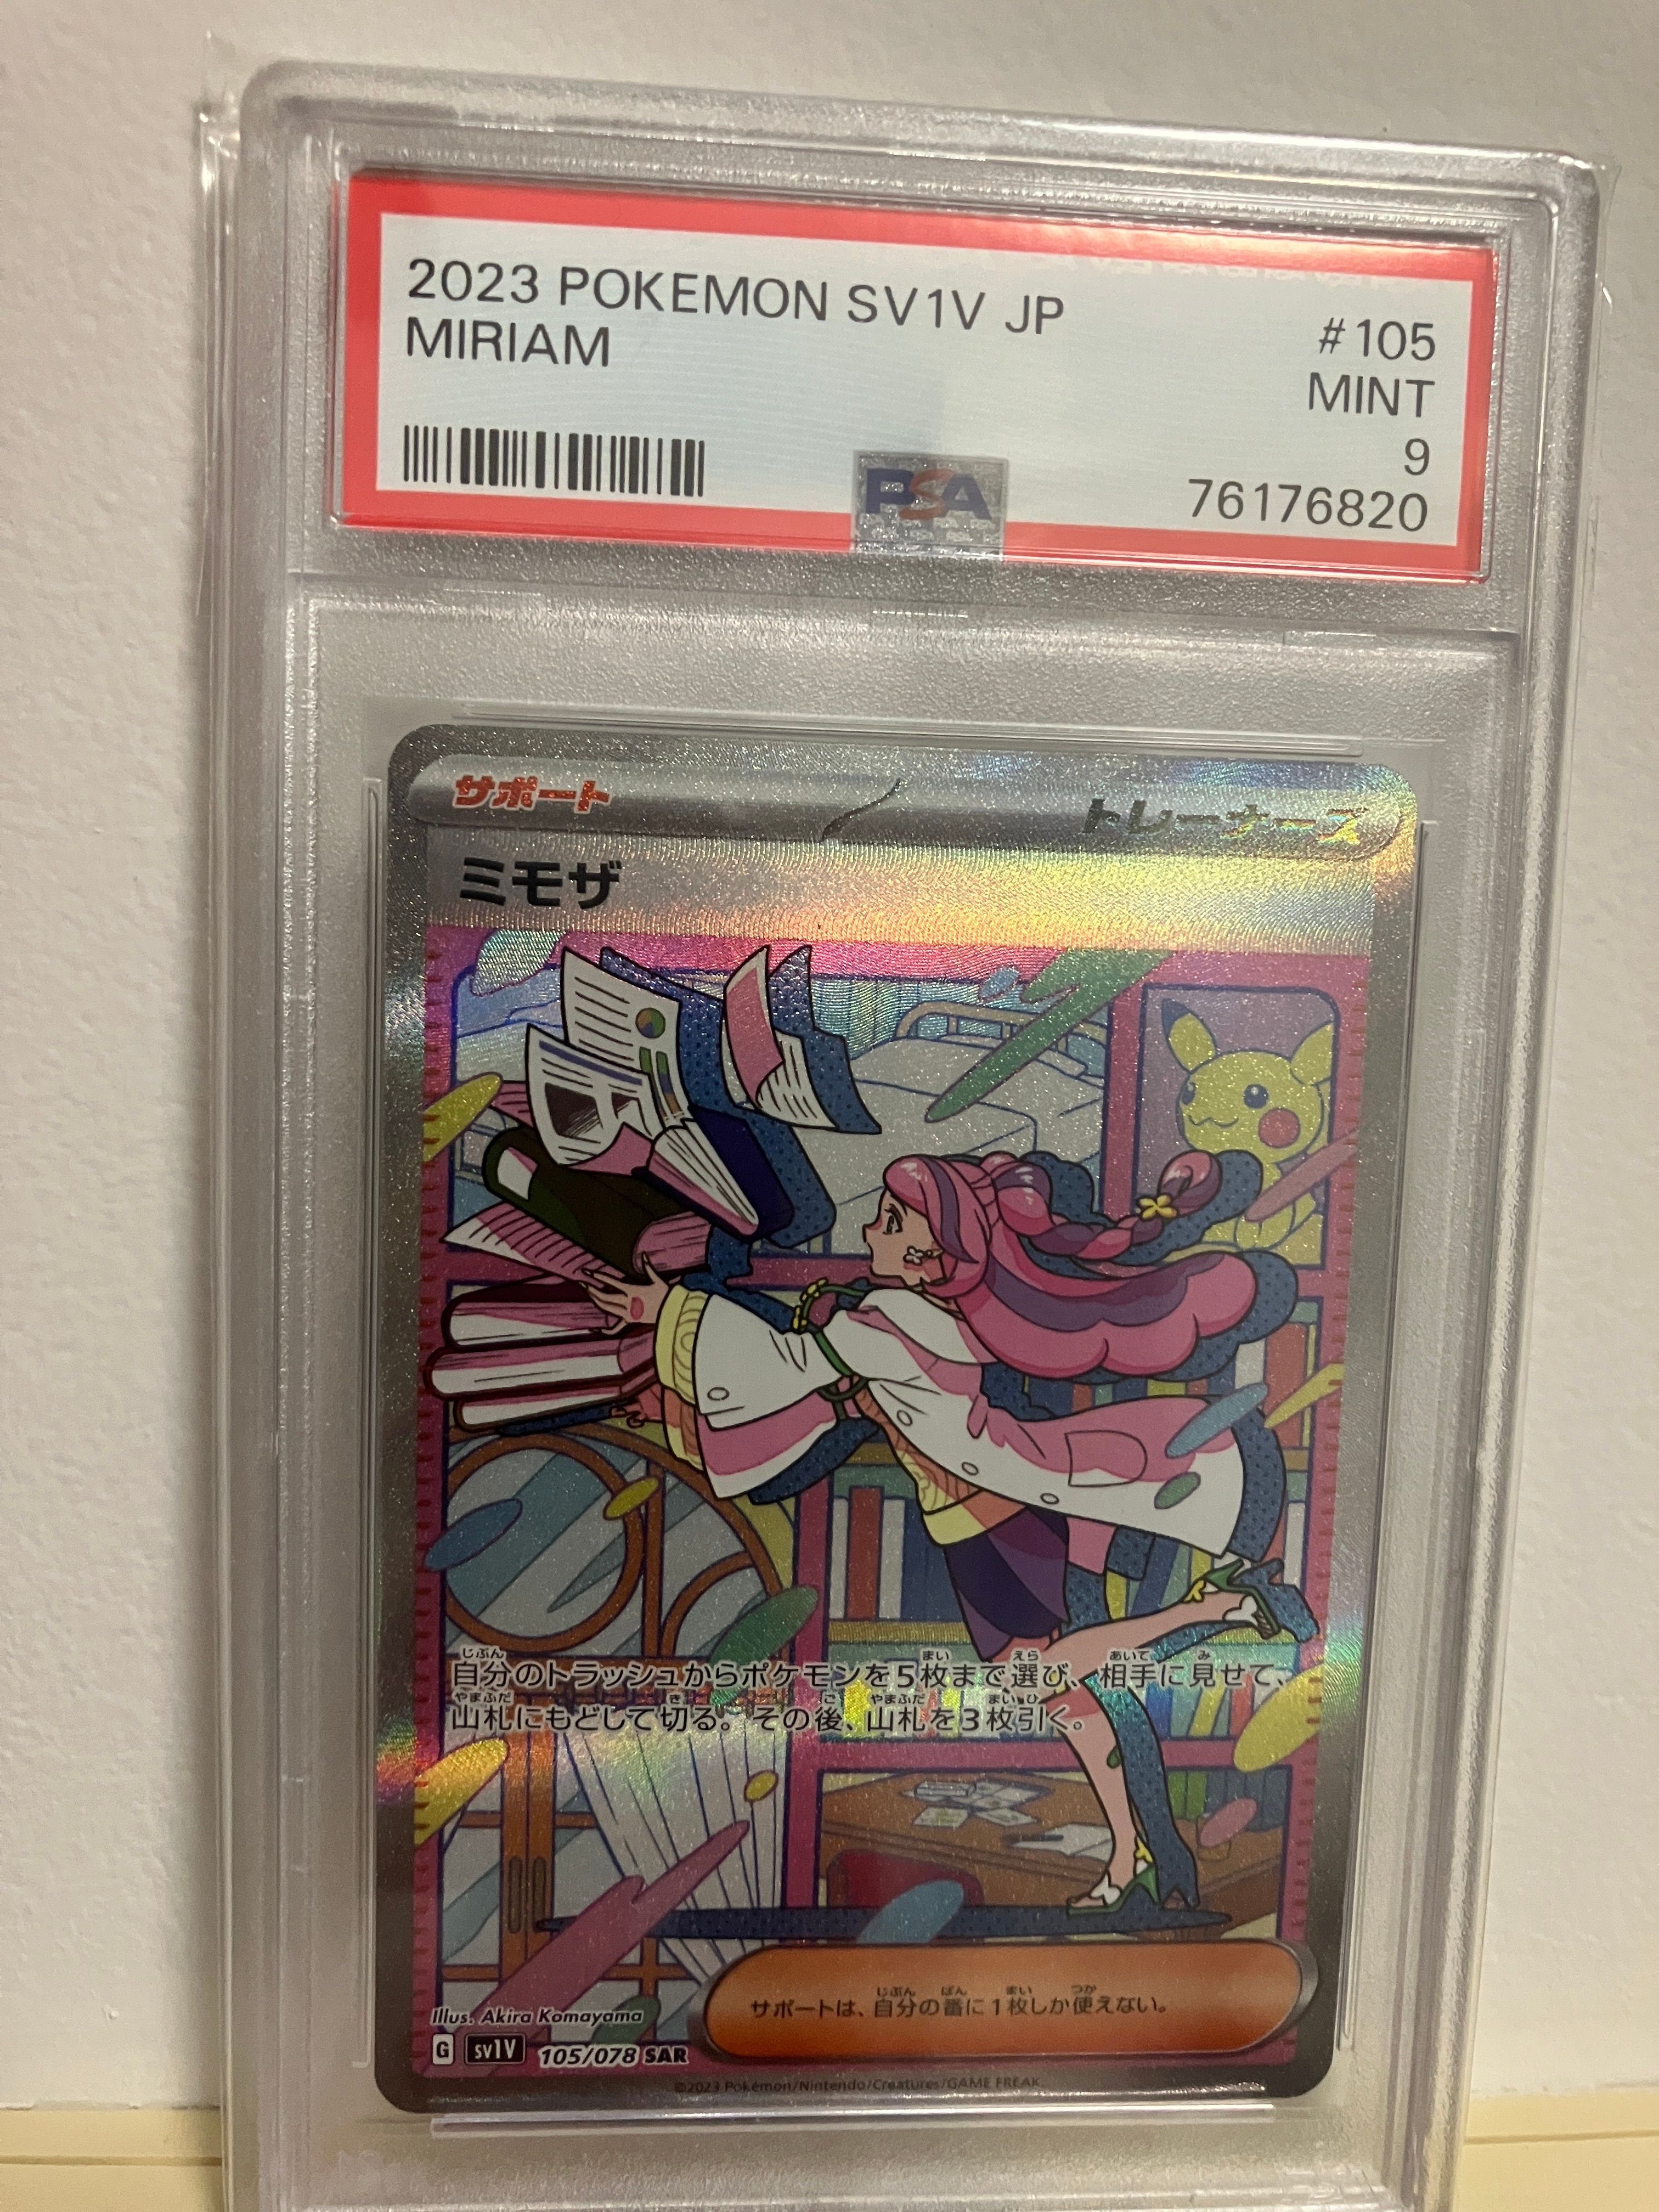 2023 POKEMON SV1V JP
#105
MIRIAM
MINT
9
PSA
76176820
サポート
トレーナーズ
ミモザ
自分のトラッシュからポケモンを5枚まで選び、相手に見せて、
山札にもどして切る。その後、山札を3枚引く。
サポートは、自分の番に1枚しか使えない。
Illus. Akira Komayama
G SV1V 105/078 SAR
©2023 Pokémon/Nintendo/Creatures/GAME FREAK.